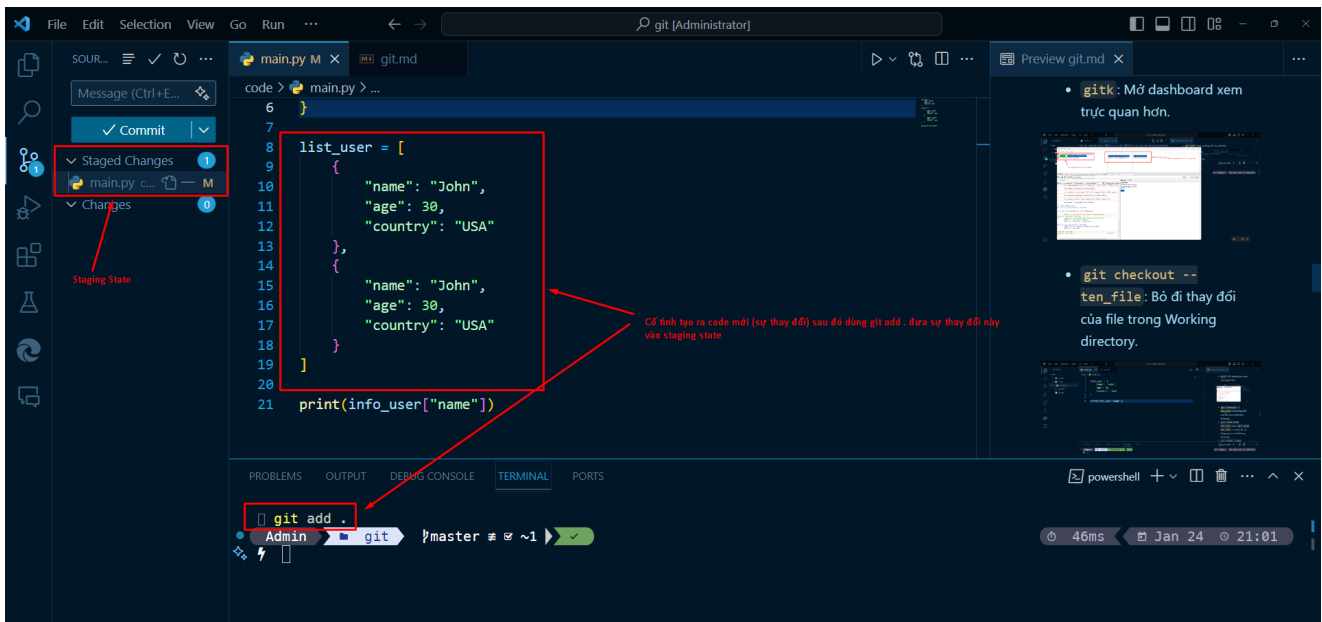 File Edit Selection View Go Run ··· git [Administrator]
SOUR... ···
Message (Ctrl+E...
Commit
Staged Changes 1
main.py c... M
Changes 0
1
Staging State
main.py M git.md
code > main.py > ...
6 }
7
8 list_user = [
9 {
10 "name": "John",
11 "age": 30,
12 "country": "USA"
13 },
14 {
15 "name": "John",
16 "age": 30,
17 "country": "USA"
18 }
19 ]
20
21 print(info_user["name"])
Cố tình tạo ra code mới (sự thay đổi) sau đó dùng git add . đưa sự thay đổi này
vào staging state
Preview git.md
gitk: Mở dashboard xem
trực quan hơn.
git checkout --
ten_file: Bỏ đi thay đổi
của file trong Working
directory.
PROBLEMS OUTPUT DEBUG CONSOLE TERMINAL PORTS
powershell
git add .
Admin git master ≢ ~1
46ms Jan 24 21:01